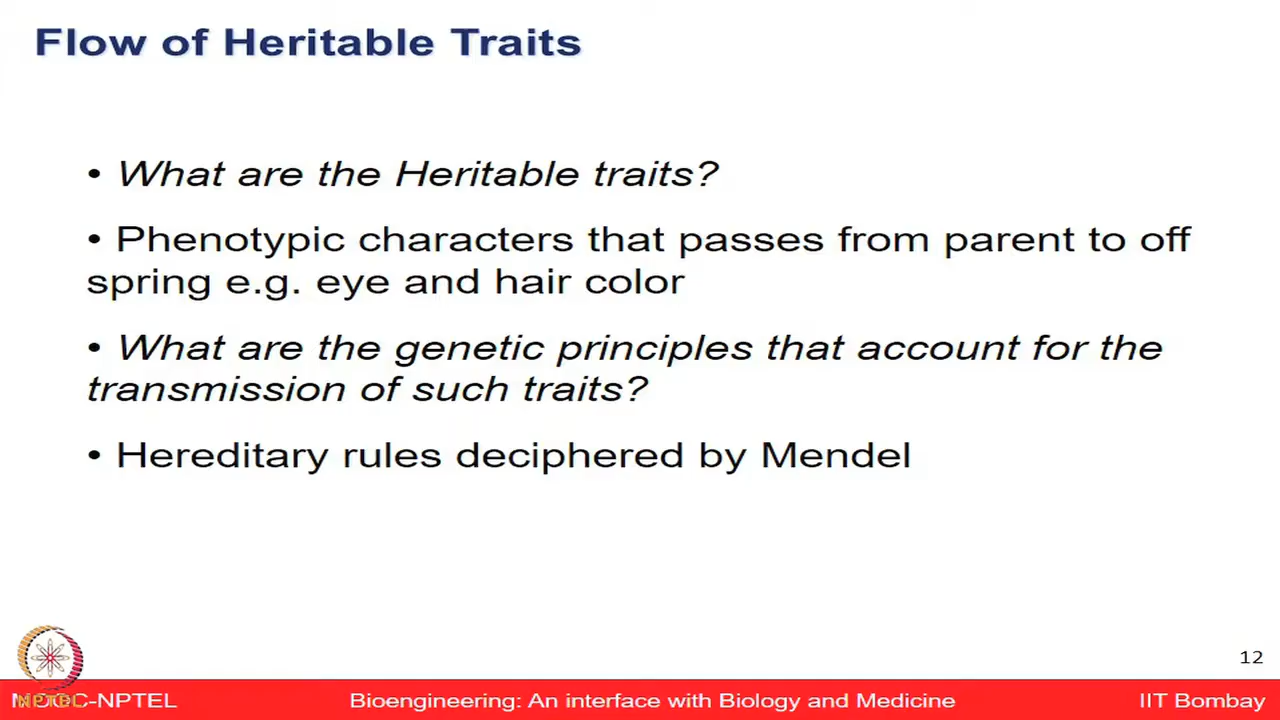 Flow of Heritable Traits
• What are the Heritable traits?
• Phenotypic characters that passes from parent to off
spring e.g. eye and hair color
• What are the genetic principles that account for the
transmission of such traits?
• Hereditary rules deciphered by Mendel
12
MOOC-NPTEL
Bioengineering: An interface with Biology and Medicine
IIT Bombay
NPTEL